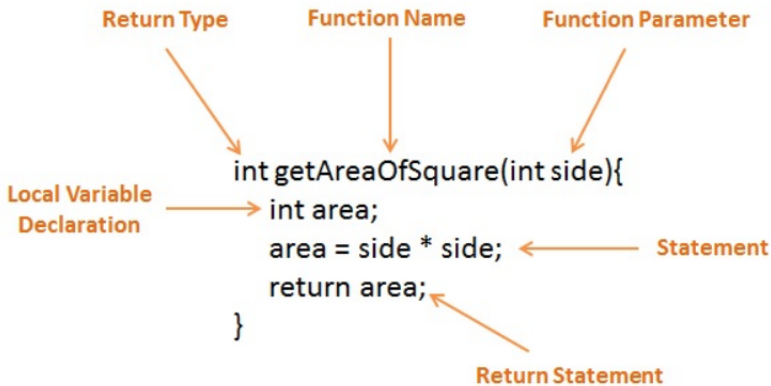 Return Type
Function Name
Function Parameter
int getAreaOfSquare(int side){
Local Variable
Declaration
int area;
area = side * side;
Statement
return area;
}
Return Statement